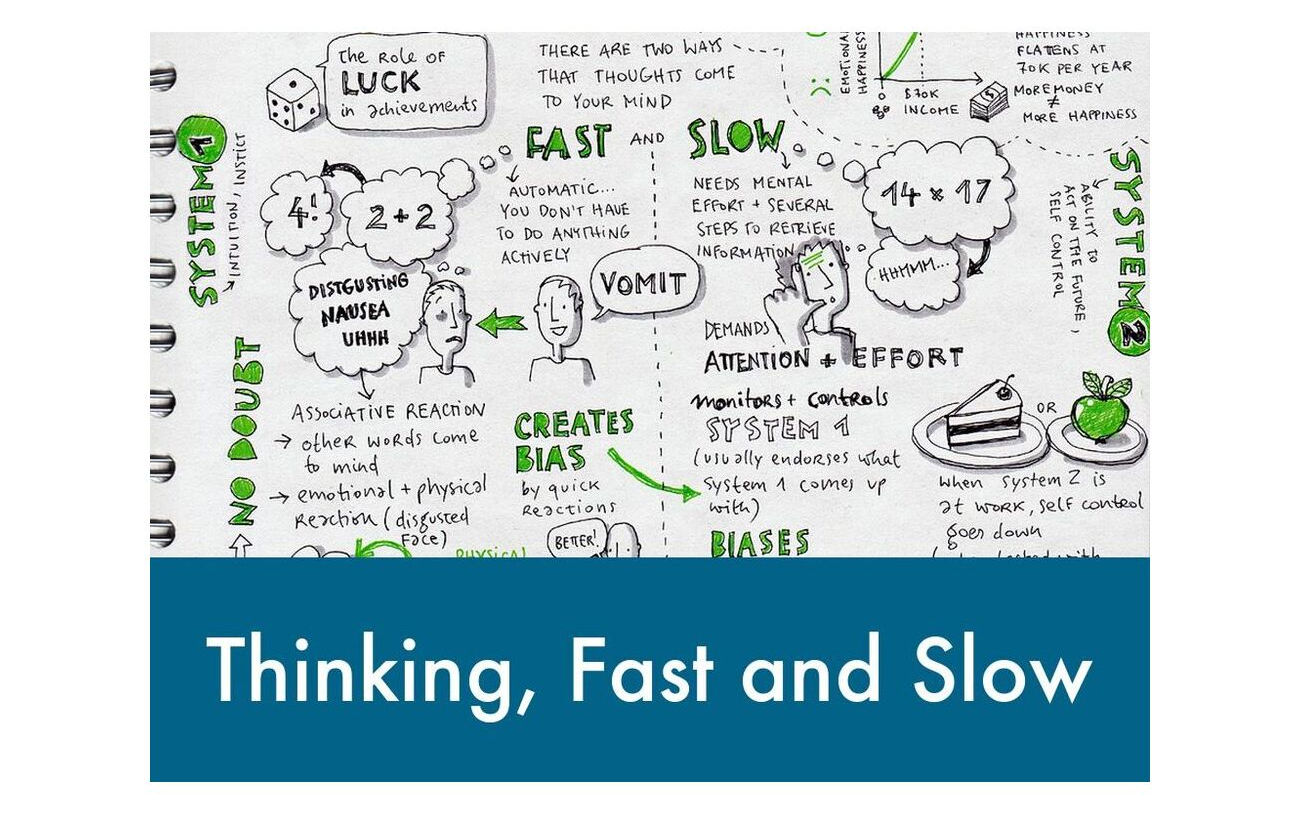 the Role of
LUCK
in achievements
THERE ARE TWO WAYS
THAT THOUGHTS COME
TO YOUR MIND
EMOTIONAL
HAPPINESS
$70K
INCOME
HAPPINESS
FLATTENS AT
70K PER YEAR
MORE MONEY
≠
MORE HAPPINESS
FAST AND SLOW
SYSTEM 1
INTUITION, INSTICT
4!
2+2
AUTOMATIC...
YOU DON'T HAVE
TO DO ANYTHING
ACTIVELY
DISTGUSTING
NAUSEA
UHHH
VOMIT
NO DOUBT
ASSOCIATIVE REACTION
→ other words come
to mind
→ emotional + physical
Reaction (disgusted
Face)
CREATES
BIAS
by quick
Reactions
BETTER!
PHYSICAL
NEEDS MENTAL
EFFORT + SEVERAL
STEPS TO RETRIEVE
INFORMATION
14 x 17
HHMMM...
DEMANDS
ATTENTION + EFFORT
monitors + controls
SYSTEM 1
(usually endorses what
System 1 comes up
with)
BIASES
SYSTEM 2
ABILITY TO
ACT ON THE FUTURE,
SELF CONTROL
OR
when system 2 is
at work, self control
goes down
Thinking, Fast and Slow